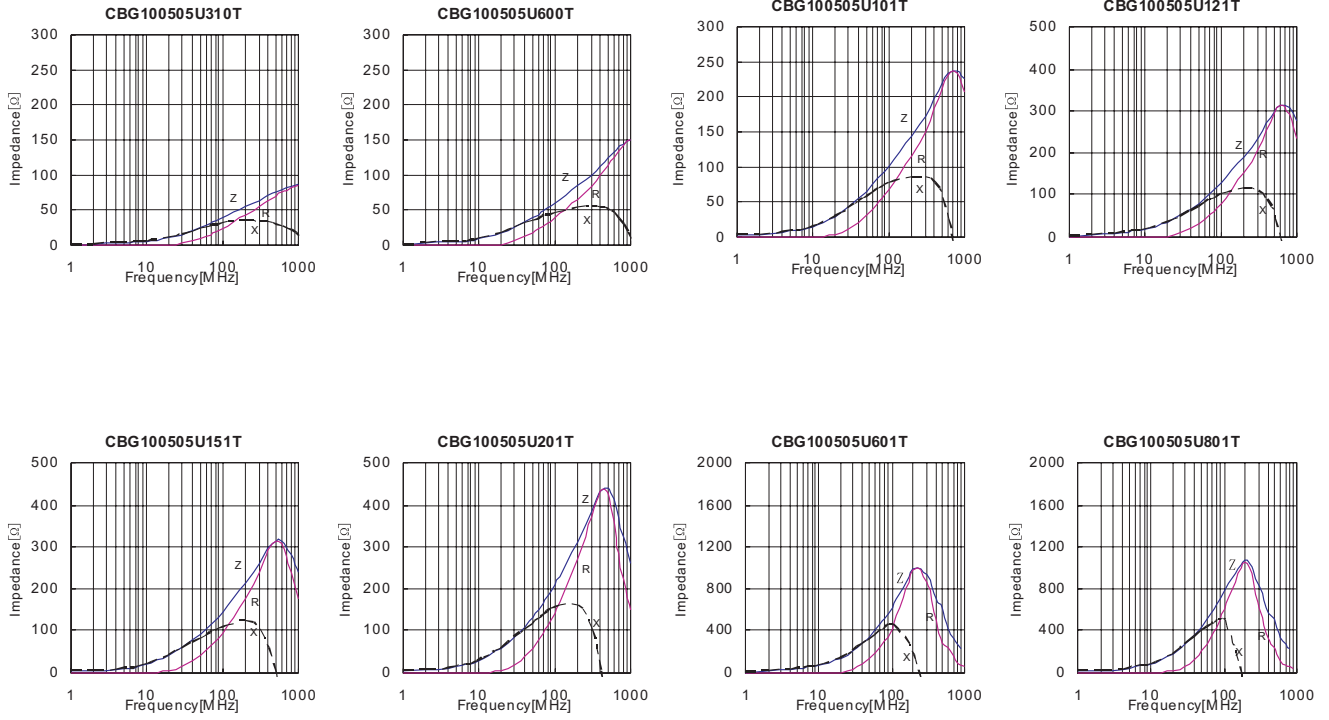 CBG100505U310T
300
250
200
150
100
50
0
Impedance[Ω]
Z
R
X
1 10 100 1000
Frequency[MHz]
CBG100505U600T
300
250
200
150
100
50
0
Impedance[Ω]
Z
R
X
1 10 100 1000
Frequency[MHz]
CBG100505U101T
300
250
200
150
100
50
0
Impedance[Ω]
Z
R
X
1 10 100 1000
Frequency[MHz]
CBG100505U121T
500
400
300
200
100
0
Impedance[Ω]
Z
R
X
1 10 100 1000
Frequency[MHz]
CBG100505U151T
500
400
300
200
100
0
Impedance[Ω]
Z
R
X
1 10 100 1000
Frequency[MHz]
CBG100505U201T
500
400
300
200
100
0
Impedance[Ω]
Z
R
X
1 10 100 1000
Frequency[MHz]
CBG100505U601T
2000
1600
1200
800
400
0
Impedance[Ω]
Z
R
X
1 10 100 1000
Frequency[MHz]
CBG100505U801T
2000
1600
1200
800
400
0
Impedance[Ω]
Z
R
X
1 10 100 1000
Frequency[MHz]